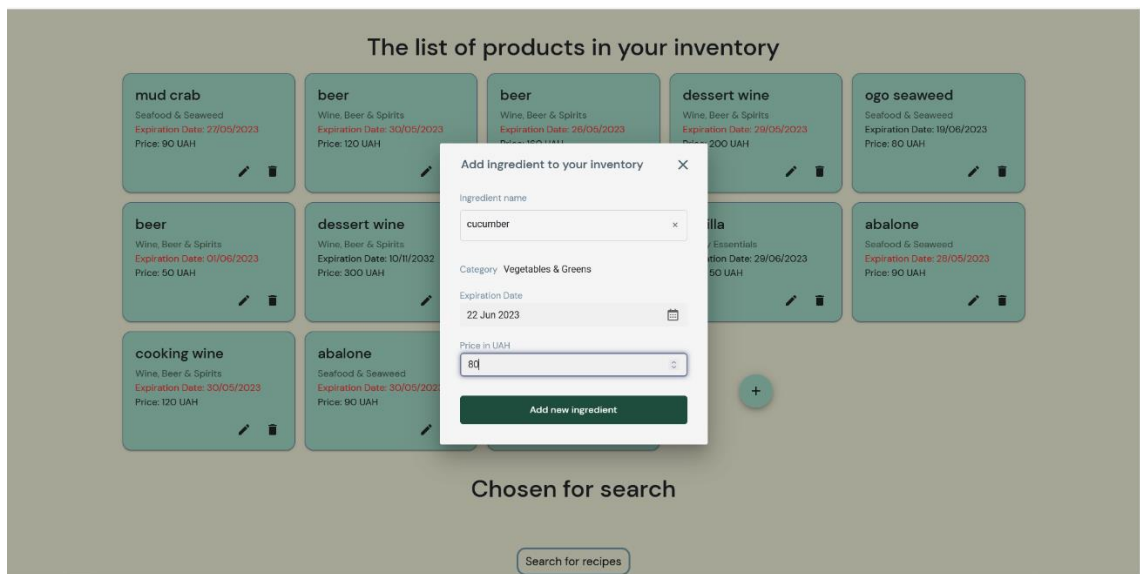 The list of products in your inventory
mud crab
Seafood & Seaweed
Expiration Date: 27/05/2023
Price: 90 UAH
beer
Wine, Beer & Spirits
Expiration Date: 30/05/2023
Price: 120 UAH
beer
Wine, Beer & Spirits
Expiration Date: 26/05/2023
dessert wine
Wine, Beer & Spirits
Expiration Date: 29/05/2023
200 UAH
ogo seaweed
Seafood & Seaweed
Expiration Date: 19/06/2023
Price: 80 UAH
beer
Wine, Beer & Spirits
Expiration Date: 01/06/2023
Price: 50 UAH
dessert wine
Wine, Beer & Spirits
Expiration Date: 10/11/2032
Price: 300 UAH
Essentials
Date: 29/06/2023
50 UAH
abalone
Seafood & Seaweed
Expiration Date: 28/05/2023
Price: 90 UAH
cooking wine
Wine, Beer & Spirits
Expiration Date: 30/05/2023
Price: 120 UAH
abalone
Seafood & Seaweed
Expiration Date: 30/05/202
Price: 90 UAH
Add ingredient to your inventory
Ingredient name
cucumber
Category Vegetables & Greens
Expiration Date
22 Jun 2023
Price in UAH
80
Add new ingredient
Chosen for search
Search for recipes